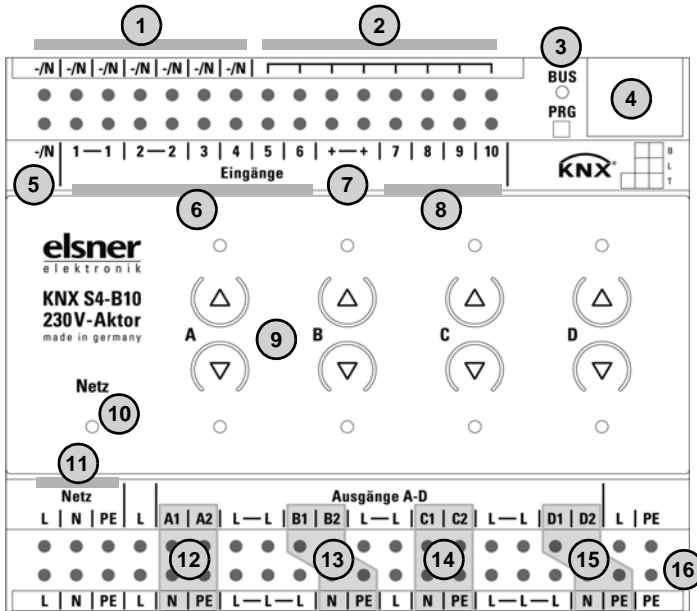 1 2 3
-/N | -/N | -/N | -/N | -/N | -/N | -/N
BUS
4
PRG
-/N | 1 — 1 | 2 — 2 | 3 | 4 | 5 | 6 | + — + | 7 | 8 | 9 | 10
Eingänge
KNX®
B
L
T
5 6 7 8
elsner
elektronik
KNX S4-B10
230V-Aktor
made in germany
A 9 B C D
Netz
10
11
Netz
Ausgänge A-D
L | N | PE | L | A1 | A2 | L — L | B1 | B2 | L — L | C1 | C2 | L — L | D1 | D2 | L | PE
12 13 14 15 16
L | N | PE | L | N | PE | L — L — L | N | PE | L | N | PE | L — L — L | N | PE | L